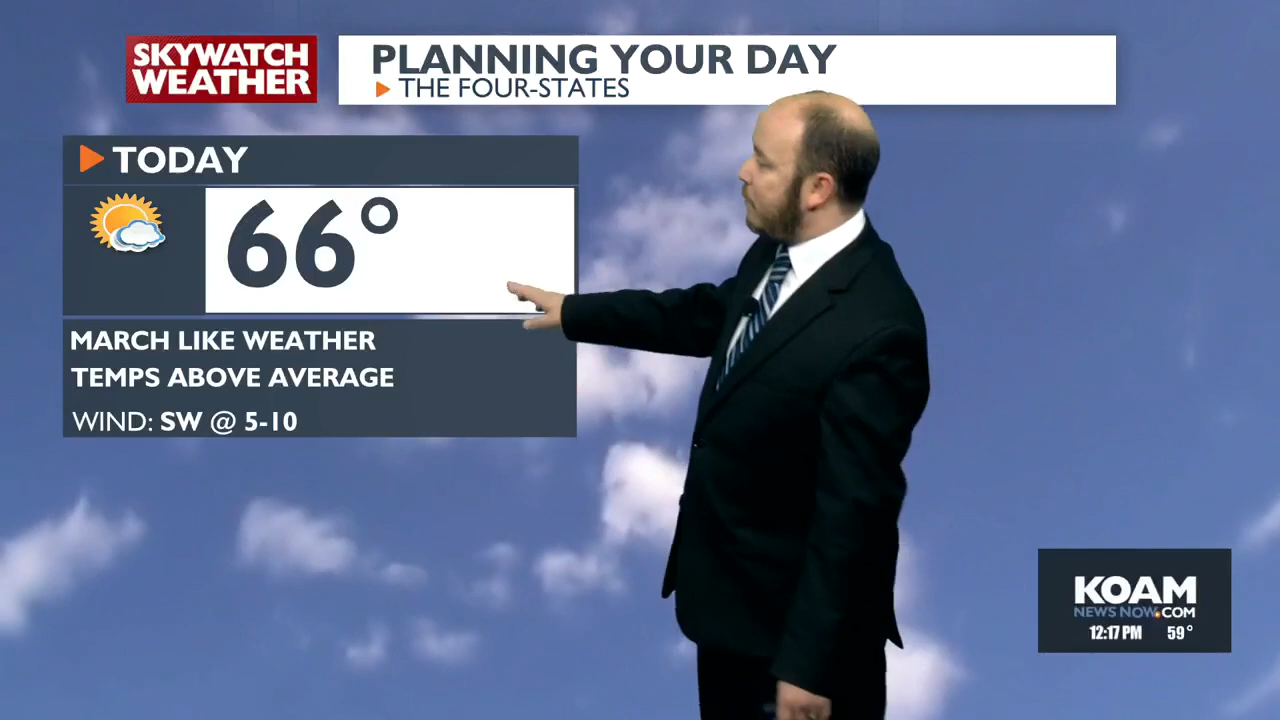 SKYWATCH
WEATHER
PLANNING YOUR DAY
THE FOUR-STATES
TODAY
66°
MARCH LIKE WEATHER
TEMPS ABOVE AVERAGE
WIND: SW @ 5-10
KOAM
NEWS NOW.COM
12:17 PM 59°